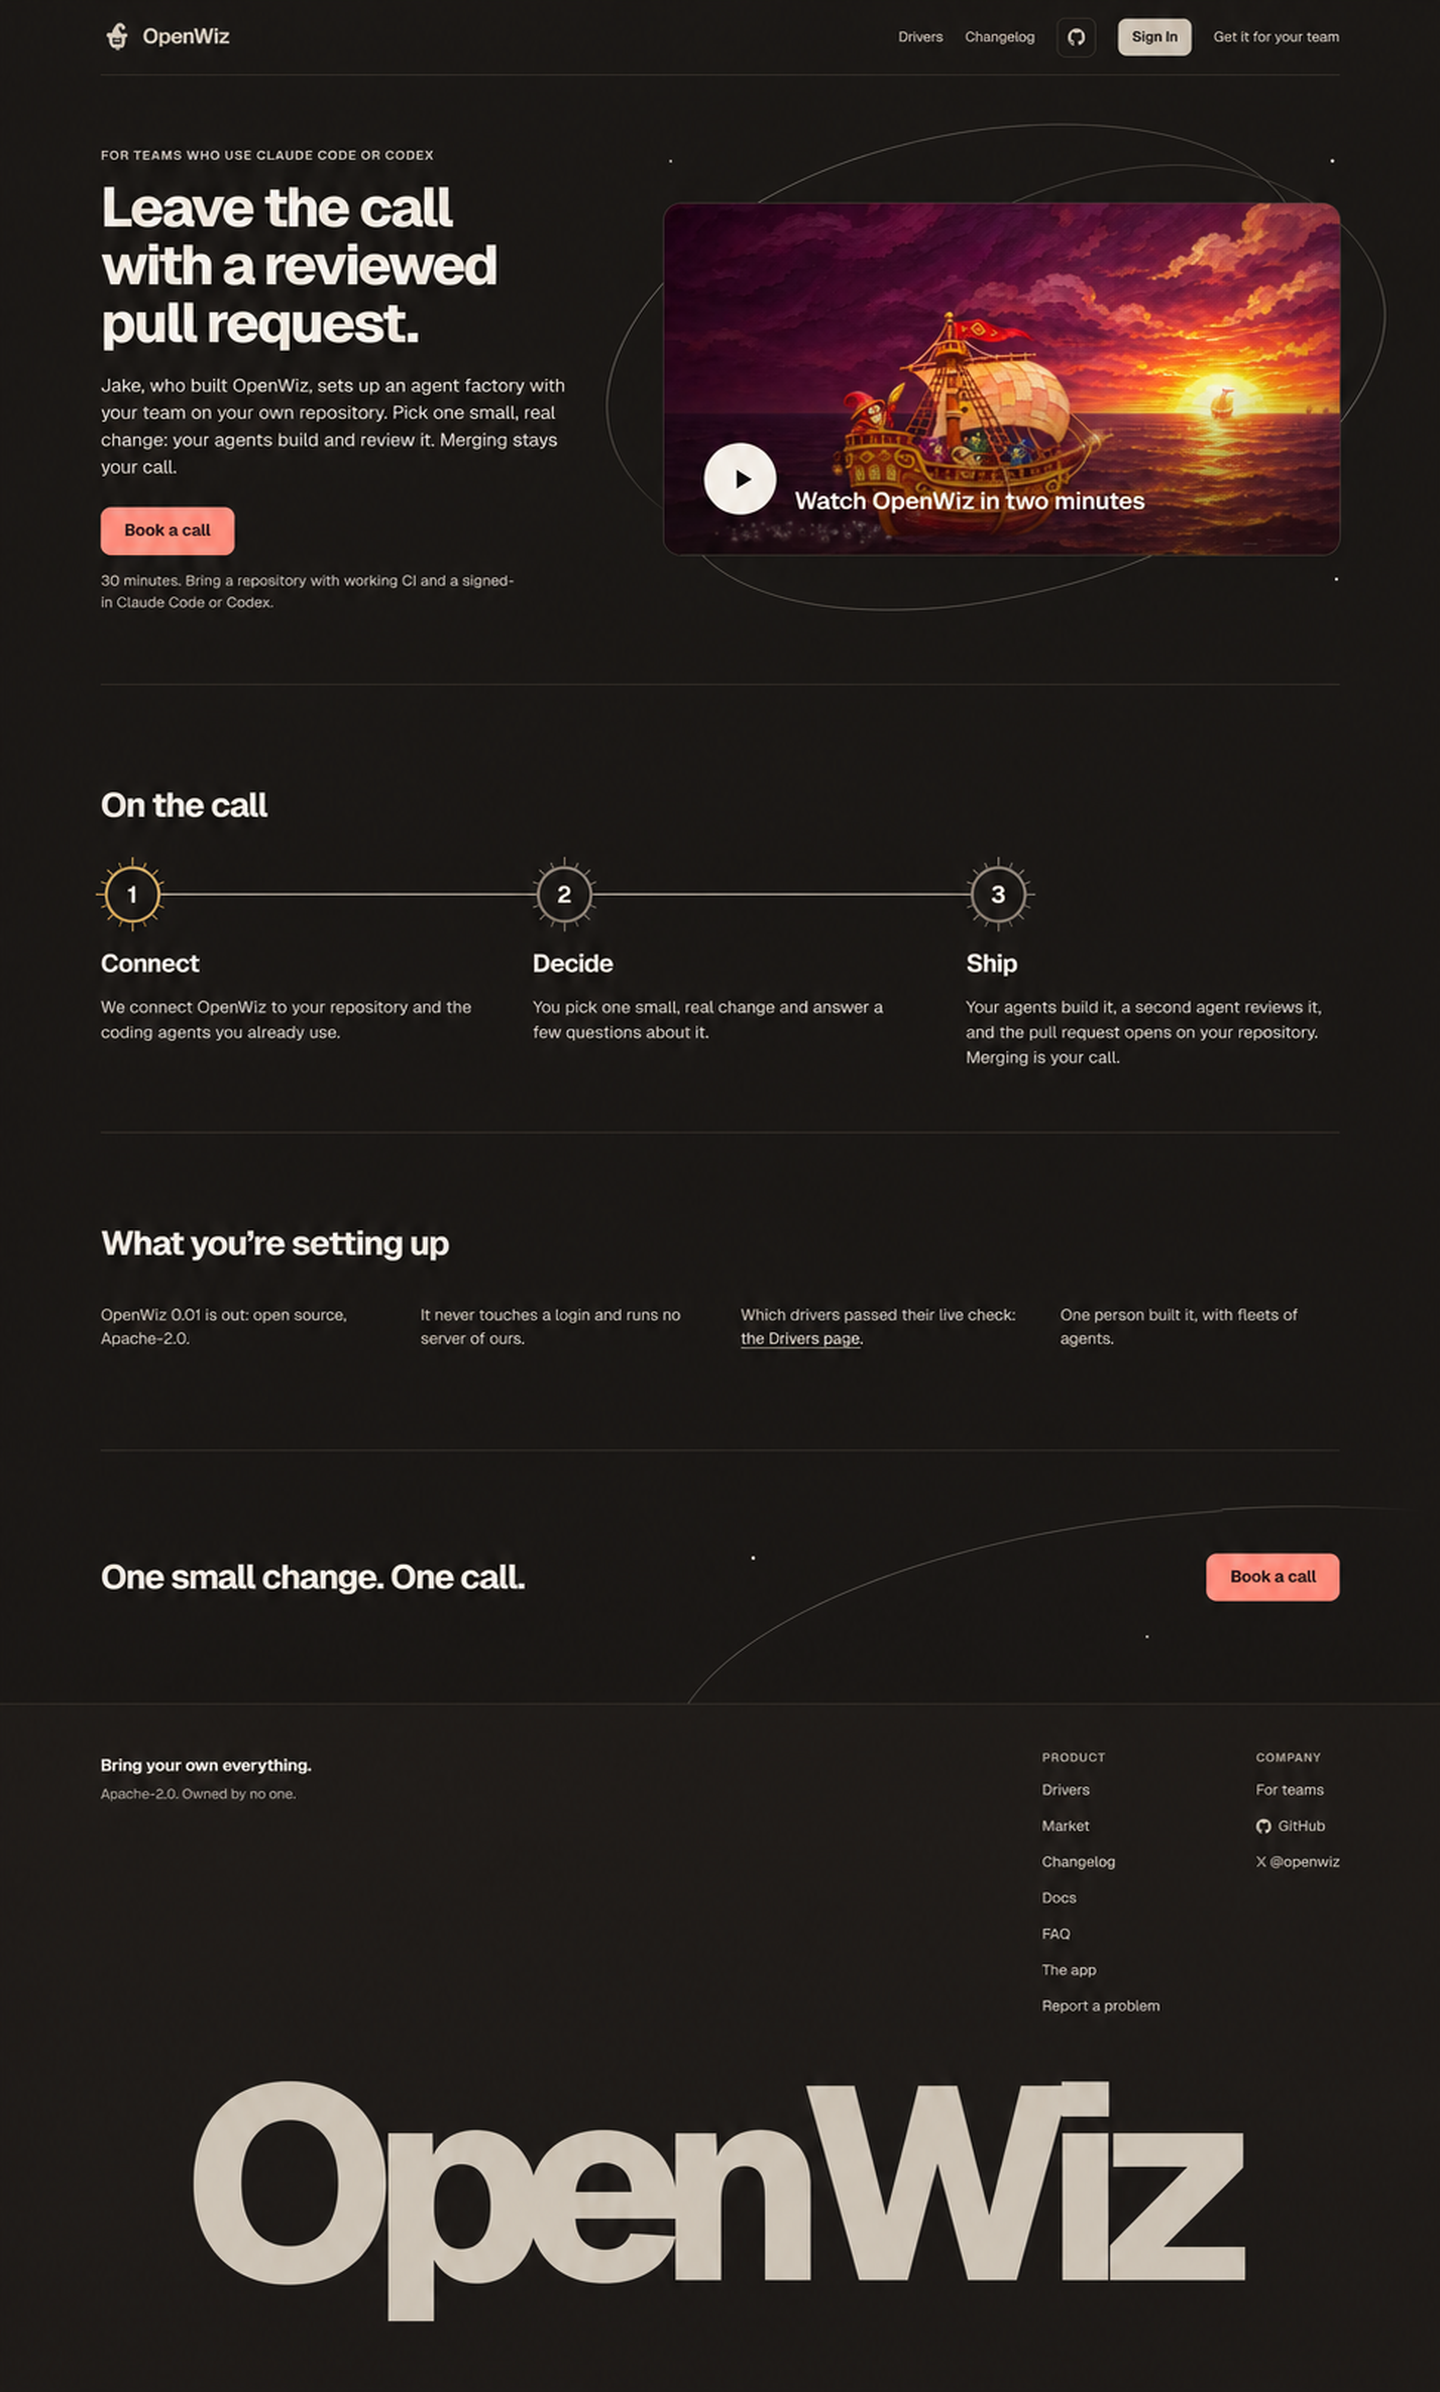 OpenWiz
Drivers
Changelog
Sign In
Get it for your team
FOR TEAMS WHO USE CLAUDE CODE OR CODEX
Leave the call
with a reviewed
pull request.
Jake, who built OpenWiz, sets up an agent factory with
your team on your own repository. Pick one small, real
change: your agents build and review it. Merging stays
your call.
Book a call
30 minutes. Bring a repository with working CI and a signed-
in Claude Code or Codex.
Watch OpenWiz in two minutes
On the call
1
2
3
Connect
We connect OpenWiz to your repository and the
coding agents you already use.
Decide
You pick one small, real change and answer a
few questions about it.
Ship
Your agents build it, a second agent reviews it,
and the pull request opens on your repository.
Merging is your call.
What you’re setting up
OpenWiz 0.01 is out: open source,
Apache-2.0.
It never touches a login and runs no
server of ours.
Which drivers passed their live check:
the Drivers page.
One person built it, with fleets of
agents.
One small change. One call.
Book a call
Bring your own everything.
Apache-2.0. Owned by no one.
PRODUCT
Drivers
Market
Changelog
Docs
FAQ
The app
Report a problem
COMPANY
For teams
GitHub
X @openwiz
OpenWiz